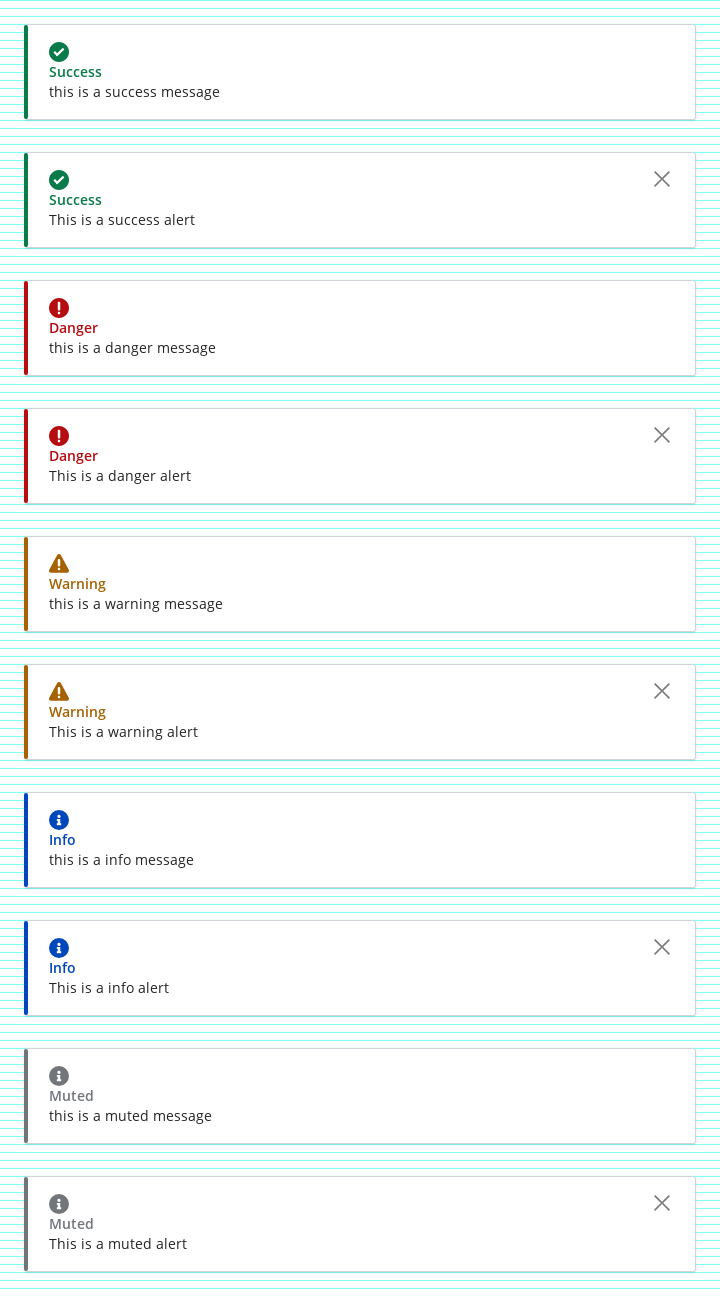 Success
this is a success message
Success
This is a success alert
Danger
this is a danger message
Danger
This is a danger alert
Warning
this is a warning message
Warning
This is a warning alert
Info
this is a info message
Info
This is a info alert
Muted
this is a muted message
Muted
This is a muted alert